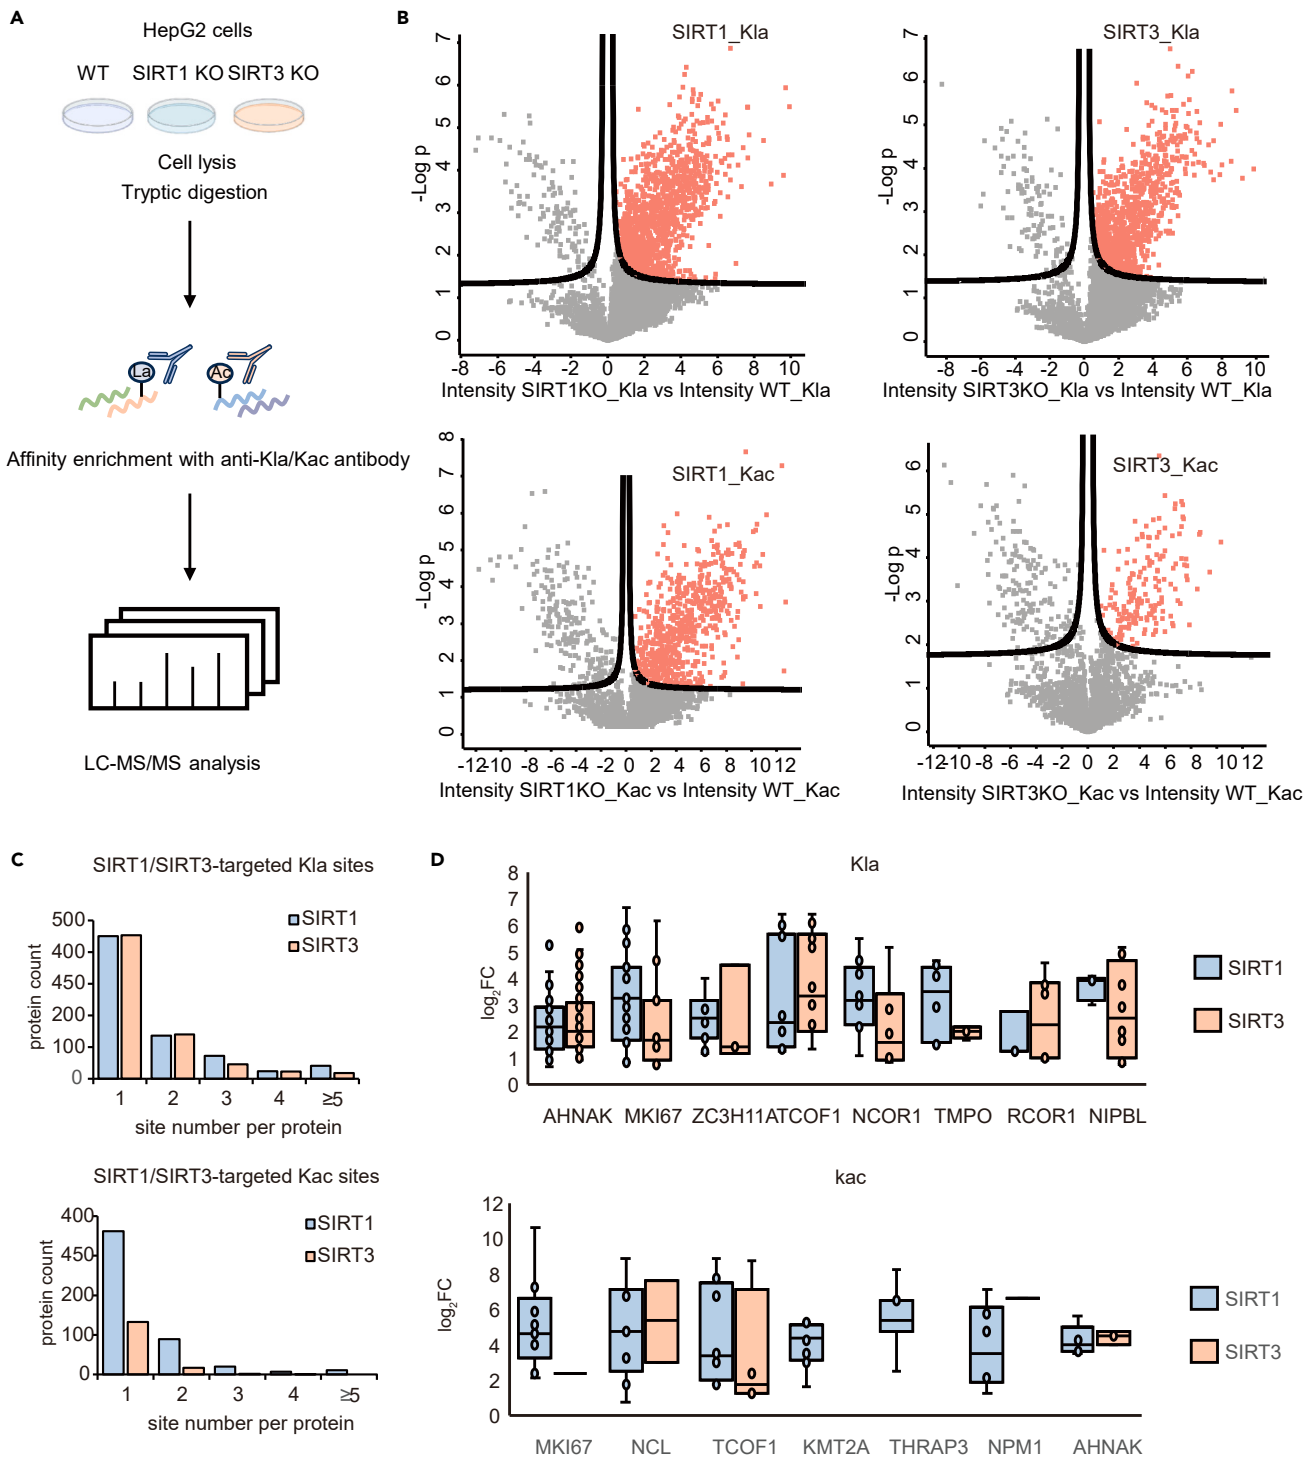 A
HepG2 cells
WT SIRT1 KO SIRT3 KO
Cell lysis
Tryptic digestion
La Ac
Affinity enrichment with anti-Kla/Kac antibody
LC-MS/MS analysis
B
SIRT1_Kla
-Log p
7
6
5
4
3
2
1
0
-8 -6 -4 -2 0 2 4 6 8 10
Intensity SIRT1KO_Kla vs Intensity WT_Kla
SIRT3_Kla
-Log p
7
6
5
4
3
2
1
0
-8 -6 -4 -2 0 2 4 6 8 10
Intensity SIRT3KO_Kla vs Intensity WT_Kla
SIRT1_Kac
-Log p
8
7
6
5
4
3
2
1
0
-12 -10 -8 -6 -4 -2 0 2 4 6 8 10 12
Intensity SIRT1KO_Kac vs Intensity WT_Kac
SIRT3_Kac
-Log p
6
5
4
3
2
1
0
-12 -10 -8 -6 -4 -2 0 2 4 6 8 10 12
Intensity SIRT3KO_Kac vs Intensity WT_Kac
C
SIRT1/SIRT3-targeted Kla sites
SIRT1
SIRT3
protein count
500
400
450
200
100
0
1 2 3 4 ≥5
site number per protein
SIRT1/SIRT3-targeted Kac sites
SIRT1
SIRT3
protein count
400
450
200
100
0
1 2 3 4 ≥5
site number per protein
D
Kla
log2FC
8
7
6
5
4
3
2
1
0
AHNAK MKI67 ZC3H11ATCOF1 NCOR1 TMPO RCOR1 NIPBL
SIRT1
SIRT3
kac
log2FC
12
10
8
6
4
2
0
MKI67 NCL TCOF1 KMT2A THRAP3 NPM1 AHNAK
SIRT1
SIRT3